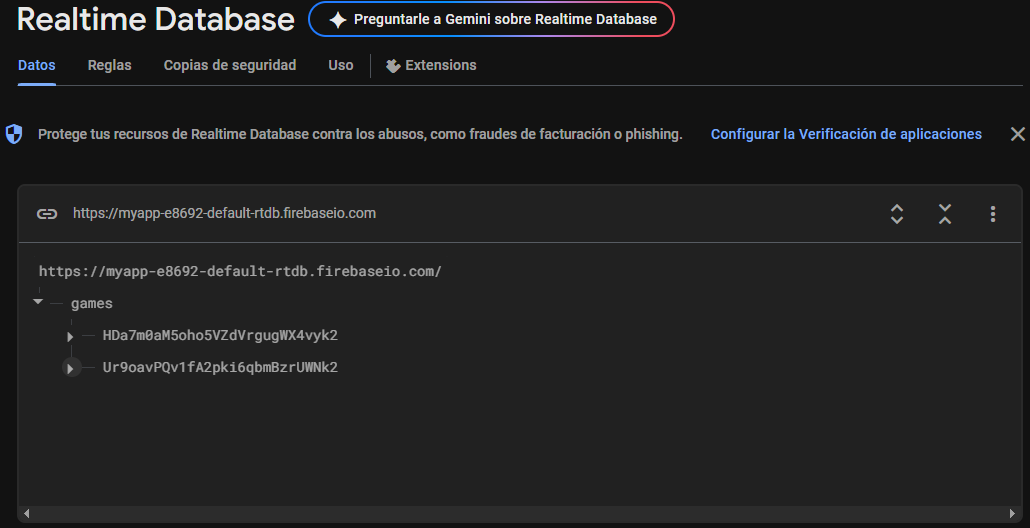 Realtime Database
Preguntarle a Gemini sobre Realtime Database
Datos Reglas Copias de seguridad Uso Extensions
Protege tus recursos de Realtime Database contra los abusos, como fraudes de facturación o phishing. Configurar la Verificación de aplicaciones
https://myapp-e8692-default-rtdb.firebaseio.com
https://myapp-e8692-default-rtdb.firebaseio.com/
games
HDa7m0aM5oho5VZdVrgugWX4vyk2
Ur9oavPQv1fA2pki6qbmBzrUWNk2